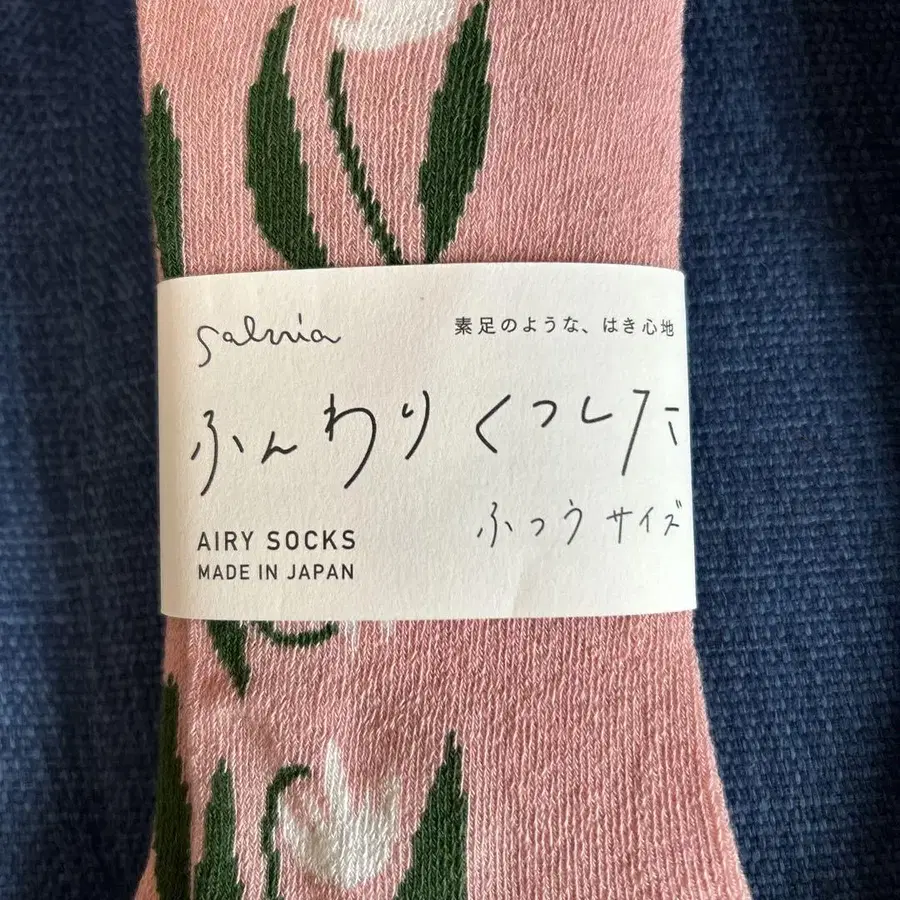 salvia
素足のような、はき心地
ふんわりくつした
ふつうサイズ
AIRY SOCKS
MADE IN JAPAN